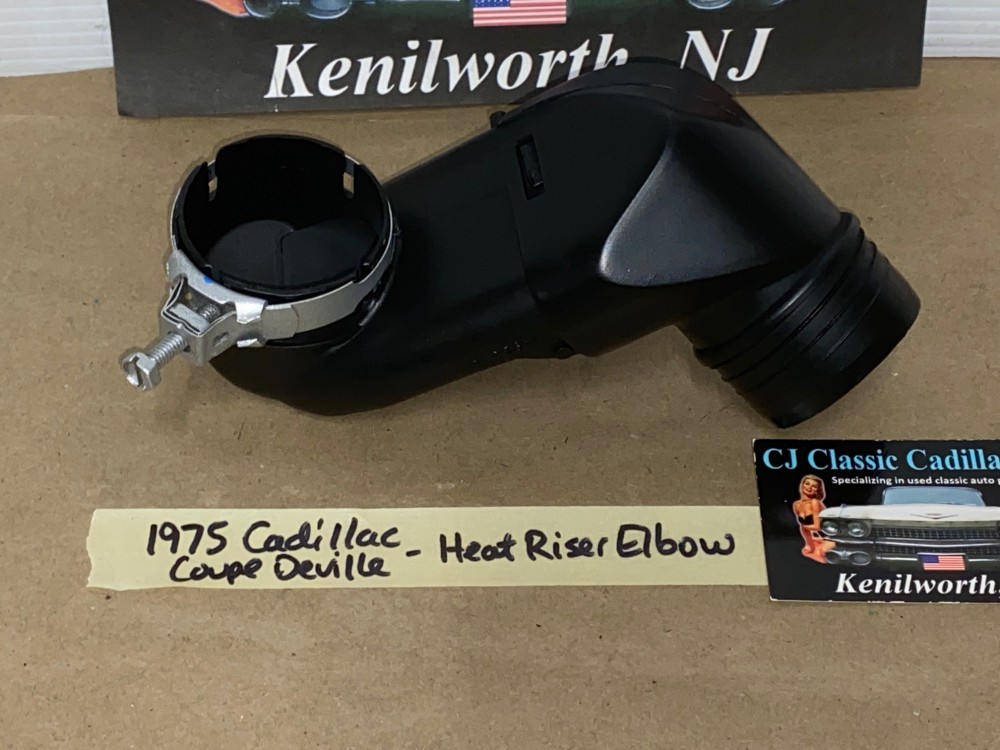 Kenilworth, NJ
CJ Classic Cadilla
Specializing in used classic auto p
Kenilworth,
1975 Cadillac
Coupe Deville - Heat Riser Elbow